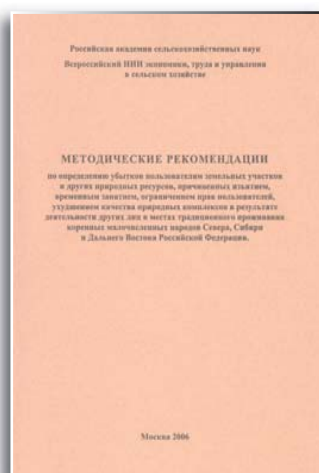 Российская академия сельскохозяйственных наук
Всероссийский НИИ экономики, труда и управления
в сельском хозяйстве
МЕТОДИЧЕСКИЕ РЕКОМЕНДАЦИИ
по определению убытков пользователям земельных участков
и других природных ресурсов, причиненных изъятием,
временным занятием, ограничением прав пользователей,
ухудшением качества природных комплексов в результате
деятельности других лиц в местах традиционного проживания
коренных малочисленных народов Севера, Сибири
и Дальнего Востока Российской Федерации.
Москва 2006